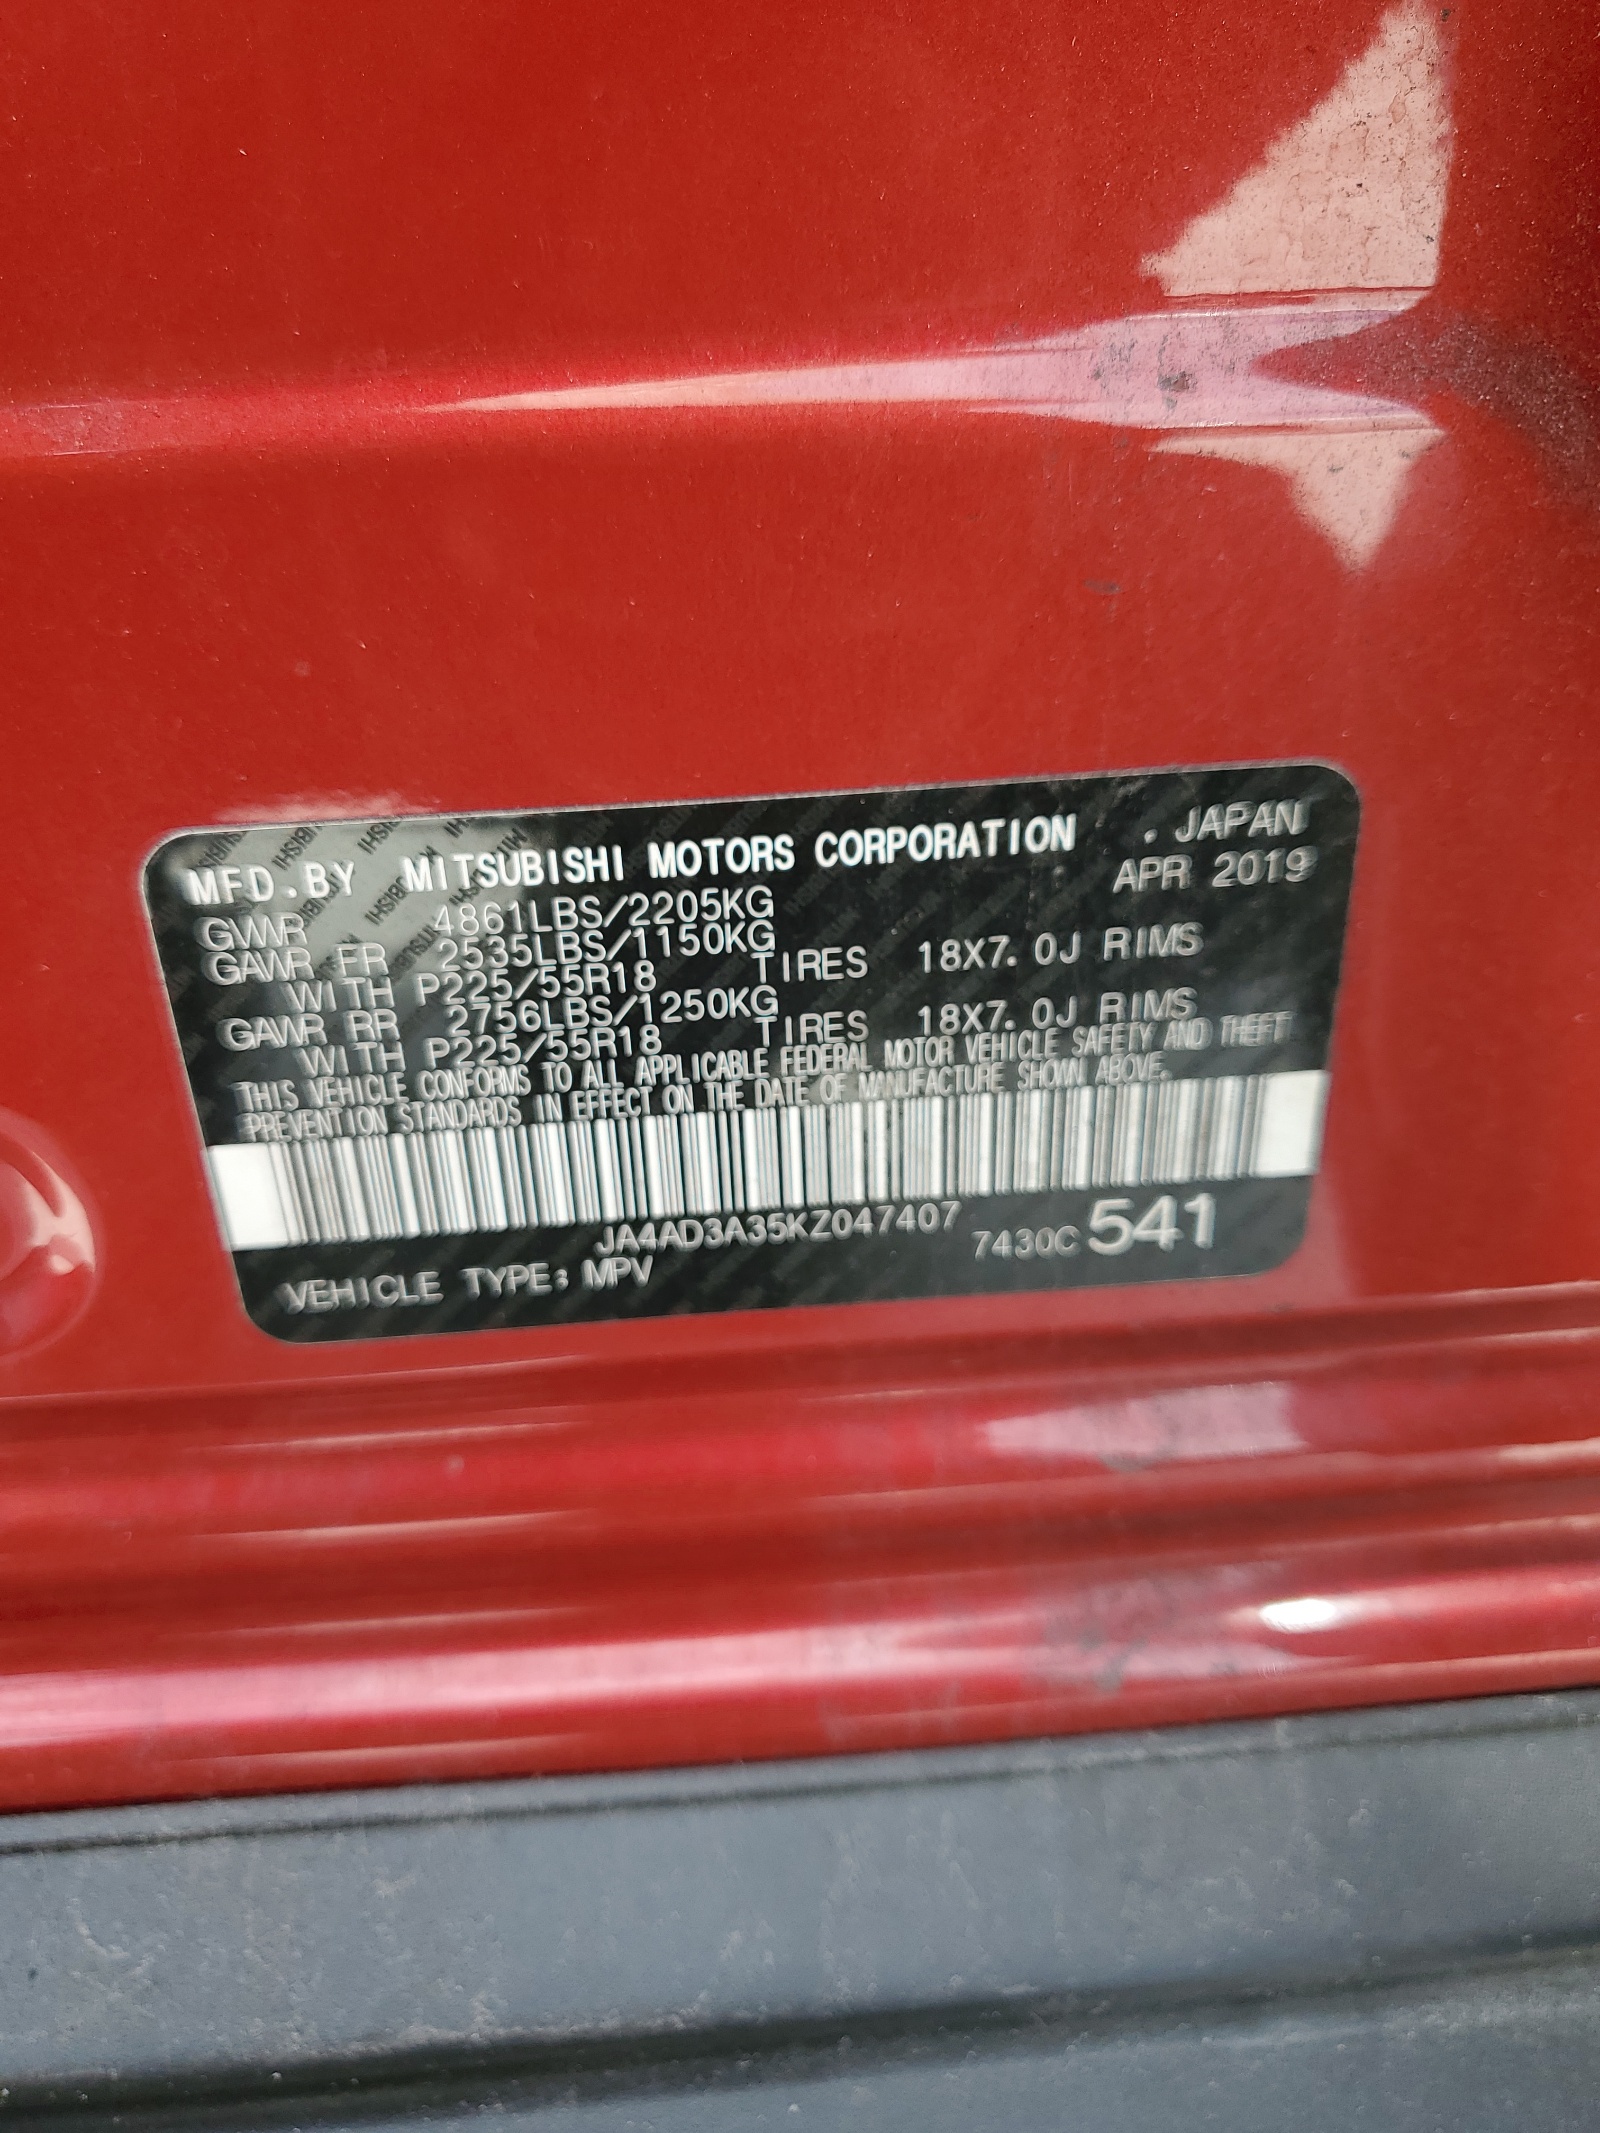 MFD.BY MITSUBISHI MOTORS CORPORATION . JAPAN
GVWR 4861LBS/2205KG APR 2019
GAWR FR 2535LBS/1150KG
WITH P225/55R18 TIRES 18X7.0J RIMS
GAWR RR 2756LBS/1250KG
WITH P225/55R18 TIRES 18X7.0J RIMS
THIS VEHICLE CONFORMS TO ALL APPLICABLE FEDERAL MOTOR VEHICLE SAFETY AND THEFT
PREVENTION STANDARDS IN EFFECT ON THE DATE OF MANUFACTURE SHOWN ABOVE.
JA4AD3A35KZ047407 7430C 541
VEHICLE TYPE: MPV